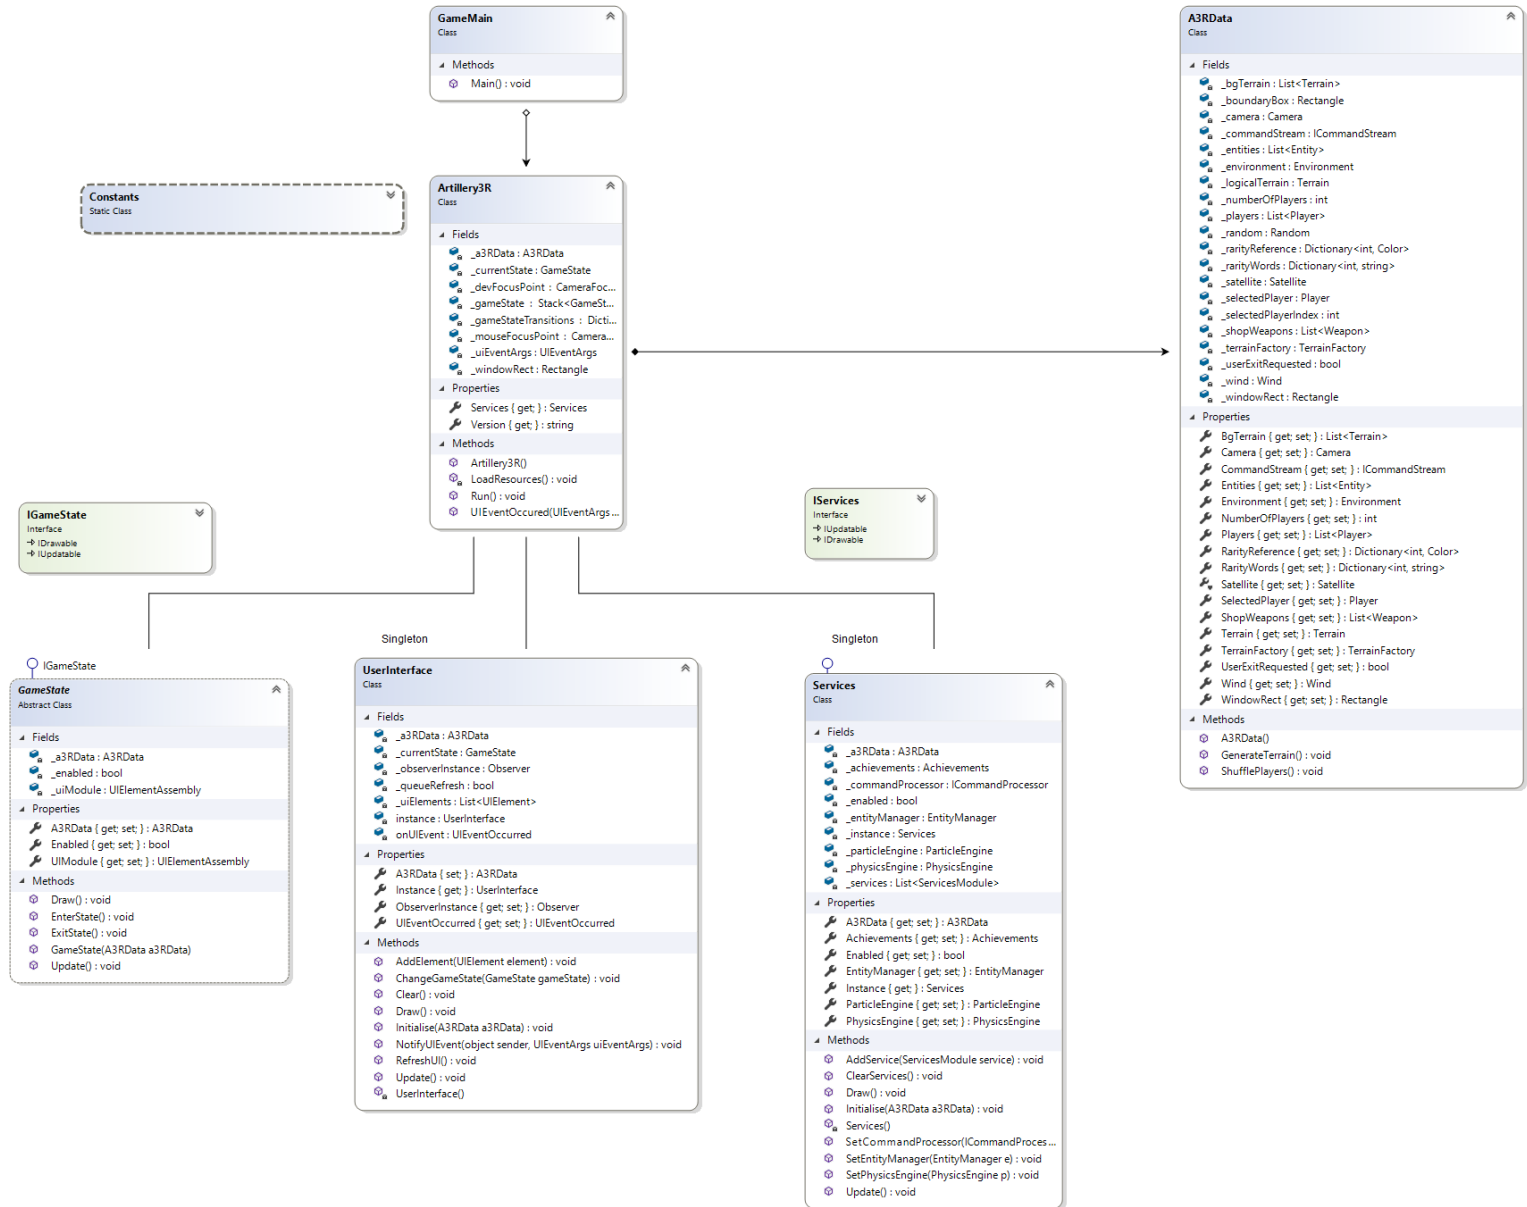 GameMain
Class
Methods
Main() : void
Constants
Static Class
Artillery3R
Class
Fields
_a3RData : A3RData
_currentState : GameState
_devFocusPoint : CameraFoc...
_gameState : Stack<GameSt...
_gameStateTransitions : Dicti...
_mouseFocusPoint : Camera...
_uiEventArgs : UIEventArgs
_windowRect : Rectangle
Properties
Services { get; } : Services
Version { get; } : string
Methods
Artillery3R()
LoadResources() : void
Run() : void
UIEventOccured(UIEventArgs ...
A3RData
Class
Fields
_bgTerrain : List<Terrain>
_boundaryBox : Rectangle
_camera : Camera
_commandStream : ICommandStream
_entities : List<Entity>
_environment : Environment
_logicalTerrain : Terrain
_numberOfPlayers : int
_players : List<Player>
_random : Random
_rarityReference : Dictionary<int, Color>
_rarityWords : Dictionary<int, string>
_satellite : Satellite
_selectedPlayer : Player
_selectedPlayerIndex : int
_shopWeapons : List<Weapon>
_terrainFactory : TerrainFactory
_userExitRequested : bool
_wind : Wind
_windowRect : Rectangle
Properties
BgTerrain { get; set; } : List<Terrain>
Camera { get; set; } : Camera
CommandStream { get; set; } : ICommandStream
Entities { get; set; } : List<Entity>
Environment { get; set; } : Environment
NumberOfPlayers { get; set; } : int
Players { get; set; } : List<Player>
RarityReference { get; set; } : Dictionary<int, Color>
RarityWords { get; set; } : Dictionary<int, string>
Satellite { get; set; } : Satellite
SelectedPlayer { get; set; } : Player
ShopWeapons { get; set; } : List<Weapon>
Terrain { get; set; } : Terrain
TerrainFactory { get; set; } : TerrainFactory
UserExitRequested { get; set; } : bool
Wind { get; set; } : Wind
WindowRect { get; set; } : Rectangle
Methods
A3RData()
GenerateTerrain() : void
ShufflePlayers() : void
IGameState
Interface
IDrawable
IUpdatable
IServices
Interface
IUpdatable
IDrawable
IGameState
GameState
Abstract Class
Fields
_a3RData : A3RData
_enabled : bool
_uiModule : UIElementAssembly
Properties
A3RData { get; set; } : A3RData
Enabled { get; set; } : bool
UIModule { get; set; } : UIElementAssembly
Methods
Draw() : void
EnterState() : void
ExitState() : void
GameState(A3RData a3RData)
Update() : void
Singleton
UserInterface
Class
Fields
_a3RData : A3RData
_currentState : GameState
_observerInstance : Observer
_queueRefresh : bool
_uiElements : List<UIElement>
instance : UserInterface
onUIEvent : UIEventOccurred
Properties
A3RData { set; } : A3RData
Instance { get; } : UserInterface
ObserverInstance { get; set; } : Observer
UIEventOccurred { get; set; } : UIEventOccurred
Methods
AddElement(UIElement element) : void
ChangeGameState(GameState gameState) : void
Clear() : void
Draw() : void
Initialise(A3RData a3RData) : void
NotifyUIEvent(object sender, UIEventArgs uiEventArgs) : void
RefreshUI() : void
Update() : void
UserInterface()
Singleton
Services
Class
Fields
_a3RData : A3RData
_achievements : Achievements
_commandProcessor : ICommandProcessor
_enabled : bool
_entityManager : EntityManager
_instance : Services
_particleEngine : ParticleEngine
_physicsEngine : PhysicsEngine
_services : List<ServicesModule>
Properties
A3RData { get; set; } : A3RData
Achievements { get; set; } : Achievements
Enabled { get; set; } : bool
EntityManager { get; set; } : EntityManager
Instance { get; } : Services
ParticleEngine { get; set; } : ParticleEngine
PhysicsEngine { get; set; } : PhysicsEngine
Methods
AddService(ServicesModule service) : void
ClearServices() : void
Draw() : void
Initialise(A3RData a3RData) : void
Services()
SetCommandProcessor(ICommandProces...
SetEntityManager(EntityManager e) : void
SetPhysicsEngine(PhysicsEngine p) : void
Update() : void